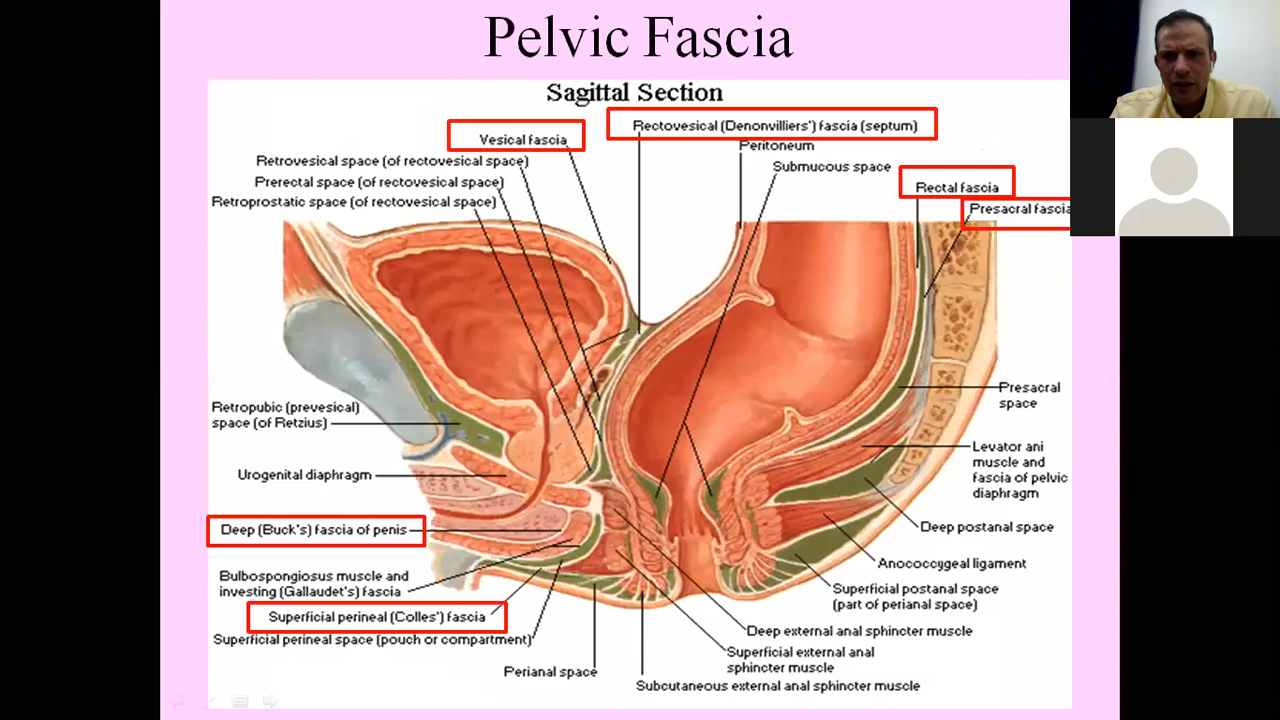 Pelvic Fascia
Sagittal Section
Rectovesical (Denonvilliers') fascia (septum)
Vesical fascia
Peritoneum
Retrovesical space (of rectovesical space)
Submucous space
Prerectal space (of rectovesical space)
Rectal fascia
Retroprostatic space (of rectovesical space)
Presacral fascia
Presacral
space
Retropubic (prevesical)
space (of Retzius)
Levator ani
muscle and
fascia of pelvic
diaphragm
Urogenital diaphragm
Deep (Buck's) fascia of penis
Deep postanal space
Anococcygeal ligament
Bulbospongiosus muscle and
investing (Gallaudet's) fascia
Superficial postanal space
(part of perianal space)
Superficial perineal (Colles') fascia
Superficial perineal space (pouch or compartment)
Deep external anal sphincter muscle
Superficial external anal
sphincter muscle
Perianal space
Subcutaneous external anal sphincter muscle